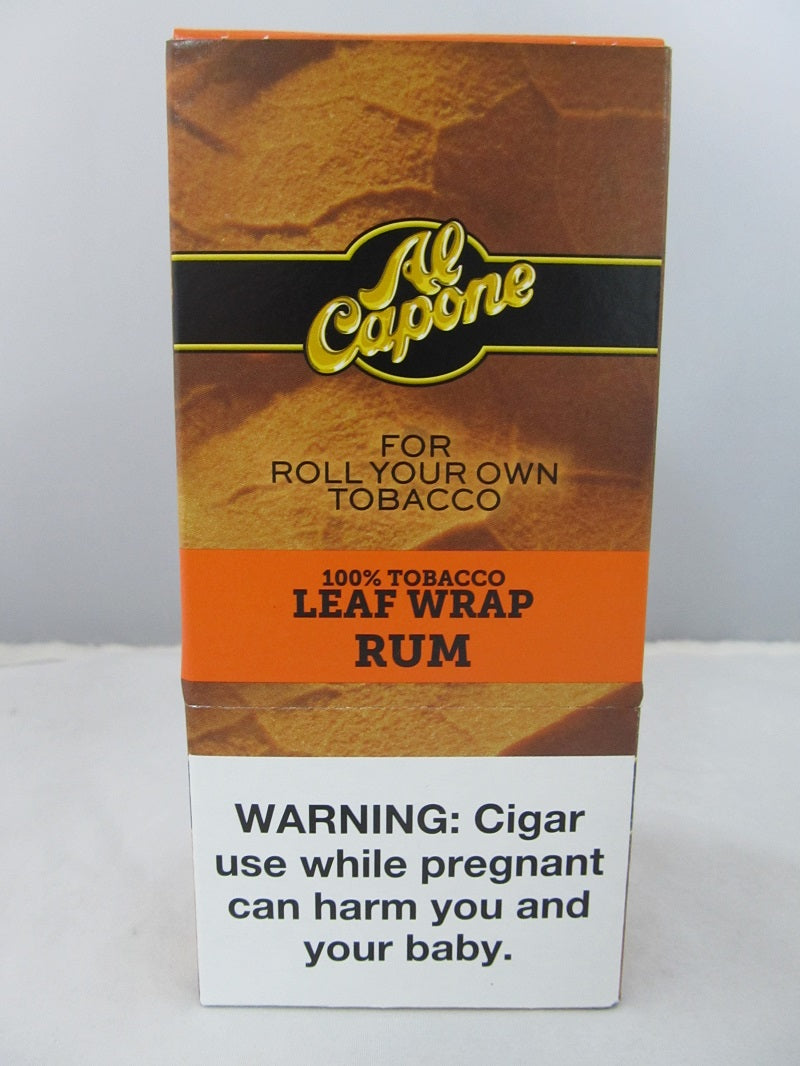 Al
Capone
FOR
ROLL YOUR OWN
TOBACCO
100% TOBACCO
LEAF WRAP
RUM
WARNING: Cigar
use while pregnant
can harm you and
your baby.